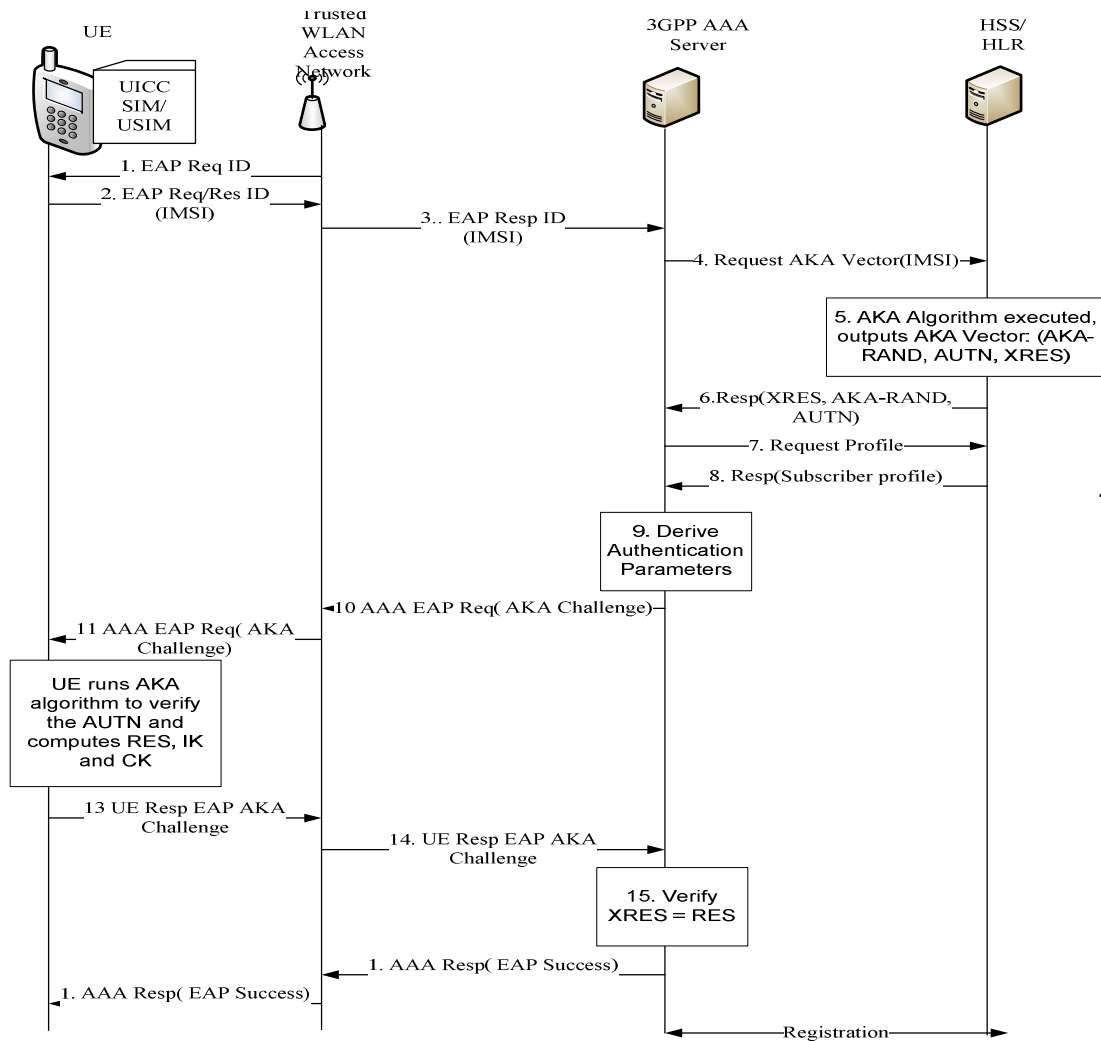 UE
Trusted
WLAN
Access
Network
3GPP AAA
Server
HSS/
HLR
UICC
SIM/
USIM
1. EAP Req ID
2. EAP Req/Res ID
(IMSI)
3.. EAP Resp ID
(IMSI)
4. Request AKA Vector(IMSI)
5. AKA Algorithm executed,
outputs AKA Vector: (AKA-
RAND, AUTN, XRES)
6.Resp(XRES, AKA-RAND,
AUTN)
7. Request Profile
8. Resp(Subscriber profile)
9. Derive
Authentication
Parameters
10 AAA EAP Req( AKA Challenge)
11 AAA EAP Req( AKA
Challenge)
UE runs AKA
algorithm to verify
the AUTN and
computes RES, IK
and CK
13 UE Resp EAP AKA
Challenge
14. UE Resp EAP AKA
Challenge
15. Verify
XRES = RES
1. AAA Resp( EAP Success)
1. AAA Resp( EAP Success)
Registration